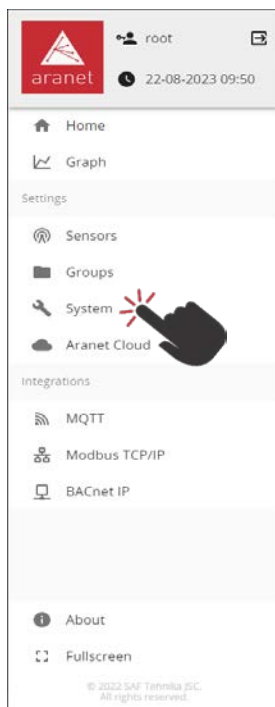 aranet
root
22-08-2023 09:50
Home
Graph
Settings
Sensors
Groups
System
Aranet Cloud
Integrations
MQTT
Modbus TCP/IP
BACnet IP
About
Fullscreen
© 2022 SAF Tehnika JSC.
All rights reserved.